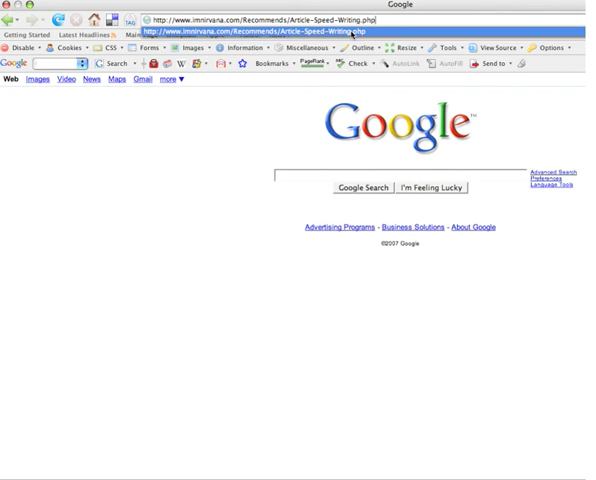 Google
http://www.imnirvana.com/Recommends/Article-Speed-Writing.php
http://www.imnirvana.com/Recommends/Article-Speed-Writing.php
TAG
Getting Started Latest Headlines Mai
Disable Cookies CSS Forms Images Information Miscellaneous Outline Resize Tools View Source Options
Google G Search W M Bookmarks PageRank Check AutoLink AutoFill Send to
Web Images Video News Maps Gmail more ▼
Google™
Advanced Search
Preferences
Language Tools
Google Search I'm Feeling Lucky
Advertising Programs - Business Solutions - About Google
©2007 Google